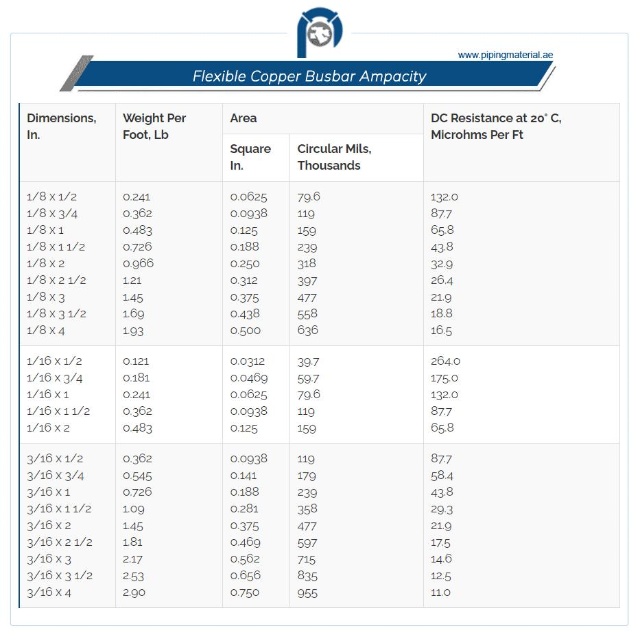 www.pipingmaterial.ae
Flexible Copper Busbar Ampacity
Dimensions, In. Weight Per Foot, Lb Area DC Resistance at 20° C, Microhms Per Ft
Square In. Circular Mils, Thousands
1/8 x 1/2 0.241 0.0625 79.6 132.0
1/8 x 3/4 0.362 0.0938 119 87.7
1/8 x 1 0.483 0.125 159 65.8
1/8 x 1 1/2 0.726 0.188 239 43.8
1/8 x 2 0.966 0.250 318 32.9
1/8 x 2 1/2 1.21 0.312 397 26.4
1/8 x 3 1.45 0.375 477 21.9
1/8 x 3 1/2 1.69 0.438 558 18.8
1/8 x 4 1.93 0.500 636 16.5
1/16 x 1/2 0.121 0.0312 39.7 264.0
1/16 x 3/4 0.181 0.0469 59.7 175.0
1/16 x 1 0.241 0.0625 79.6 132.0
1/16 x 1 1/2 0.362 0.0938 119 87.7
1/16 x 2 0.483 0.125 159 65.8
3/16 x 1/2 0.362 0.0938 119 87.7
3/16 x 3/4 0.545 0.141 179 58.4
3/16 x 1 0.726 0.188 239 43.8
3/16 x 1 1/2 1.09 0.281 358 29.3
3/16 x 2 1.45 0.375 477 21.9
3/16 x 2 1/2 1.81 0.469 597 17.5
3/16 x 3 2.17 0.562 715 14.6
3/16 x 3 1/2 2.53 0.656 835 12.5
3/16 x 4 2.90 0.750 955 11.0